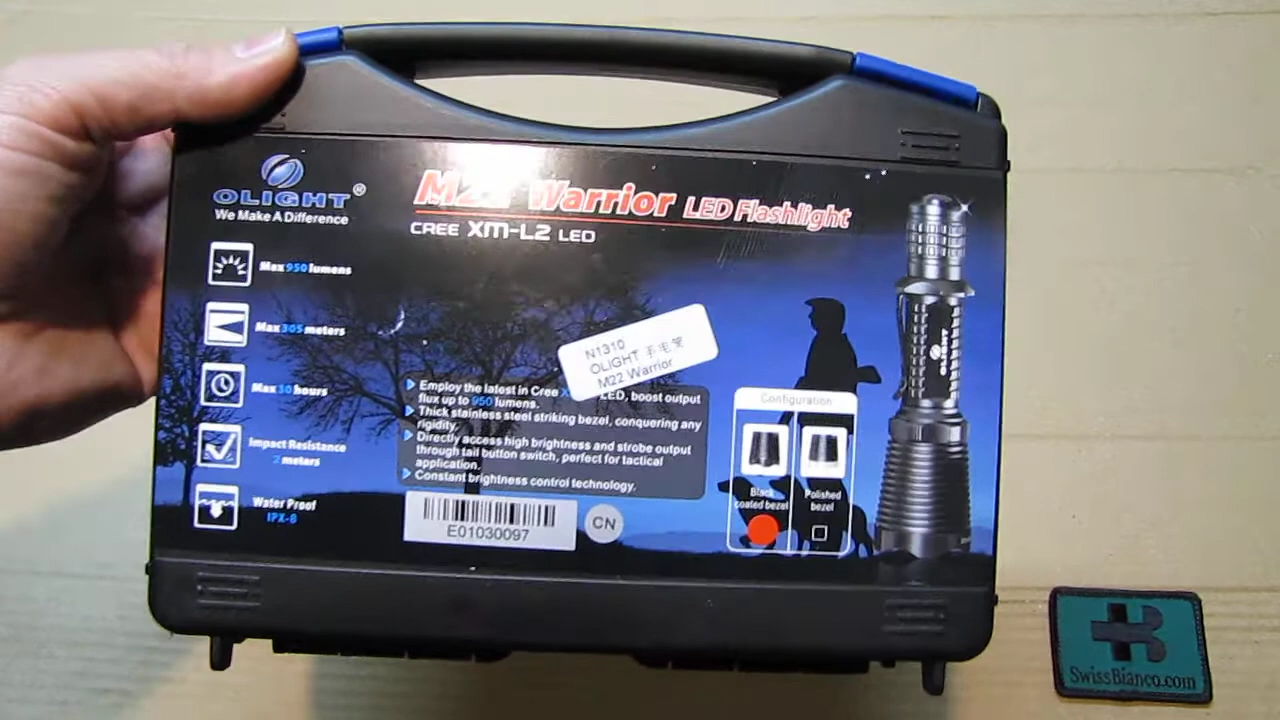 OLIGHT®
We Make A Difference
M22 Warrior LED Flashlight
CREE XM-L2 LED
Max 950 lumens
Max 305 meters
Max 30 hours
Impact Resistance
2 meters
Water Proof
IPX-8
N1310
OLIGHT 手电筒
M22 Warrior
Employ the latest in Cree X LED, boost output
flux up to 950 lumens.
Thick stainless steel striking bezel, conquering any
rigidity.
Directly access high brightness and strobe output
through tail button switch, perfect for tactical
application.
Constant brightness control technology.
E01030097
CN
Configuration
Black
coated bezel
Polished
bezel
OLIGHT
SwissBianco.com